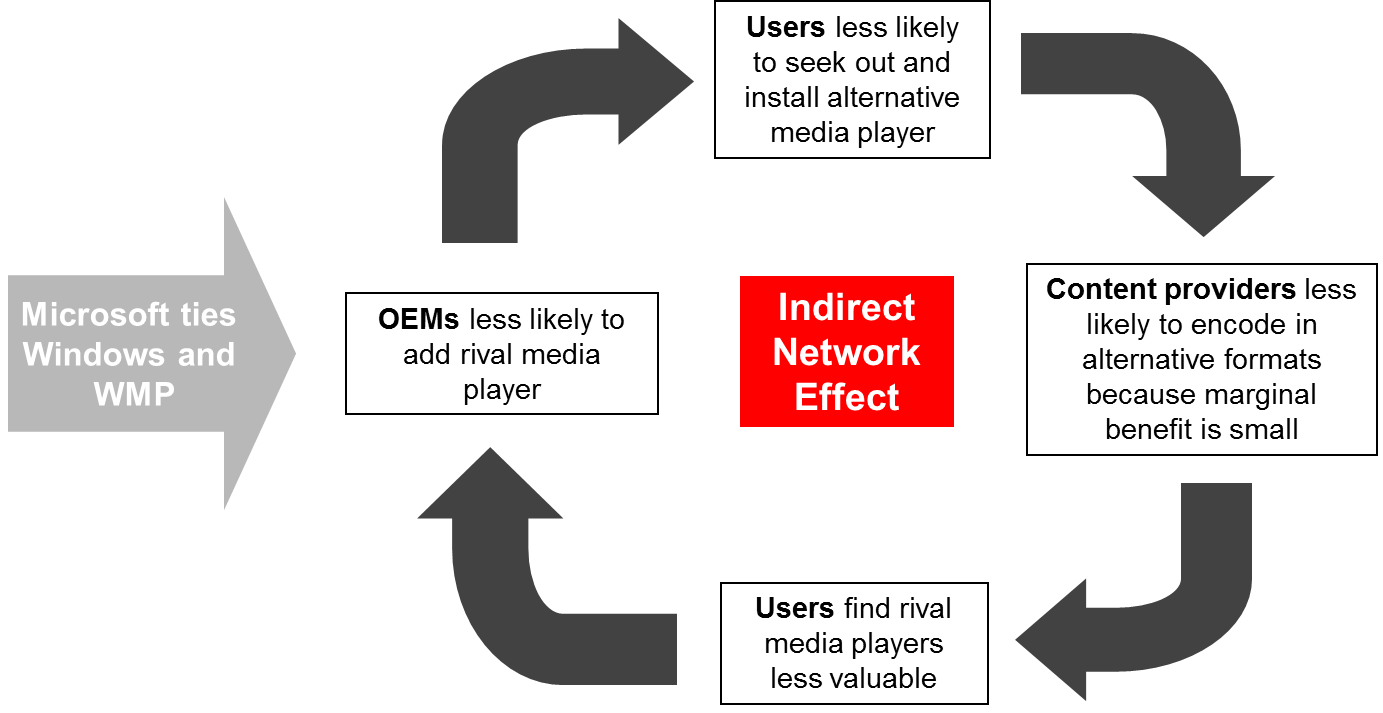 Users less likely
to seek out and
install alternative
media player
Microsoft ties
Windows and
WMP
OEMs less likely to
add rival media
player
Indirect
Network
Effect
Content providers less
likely to encode in
alternative formats
because marginal
benefit is small
Users find rival
media players
less valuable